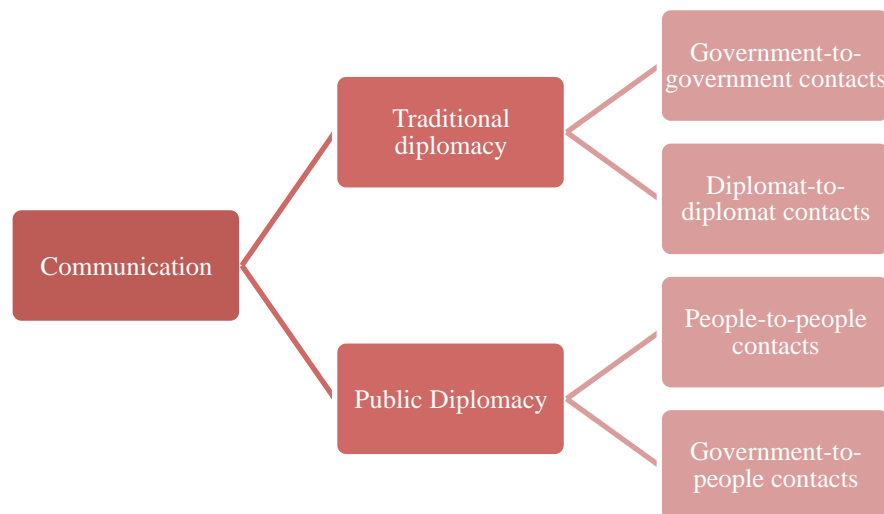 Communication
Traditional
diplomacy
Government-to-
government contacts
Diplomat-to-
diplomat contacts
Public Diplomacy
People-to-people
contacts
Government-to-
people contacts